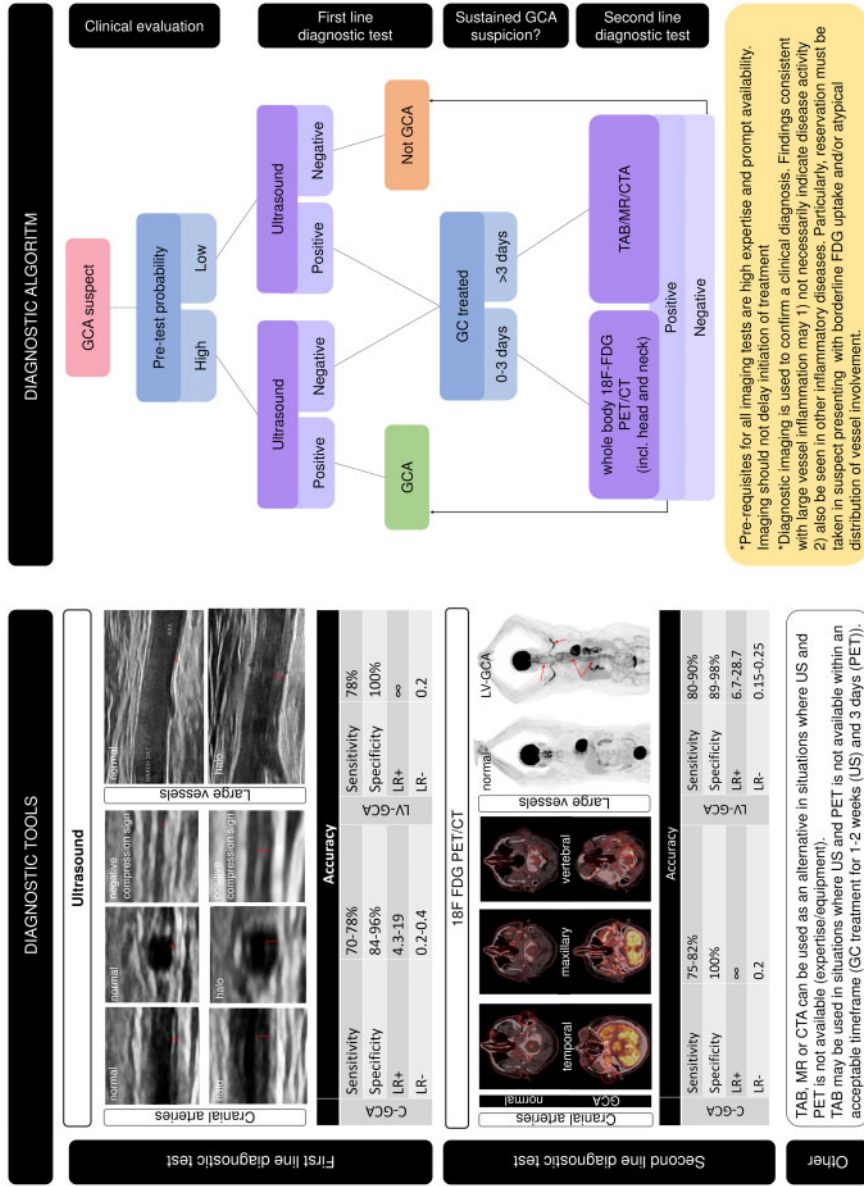 DIAGNOSTIC TOOLS
First line diagnostic test
Ultrasound
Cranial arteries
normal
normal
negative
compression sign
halo
halo
positive
compression sign
Large vessels
normal
halo
Accuracy
C-GCA
Sensitivity 70-78%
Specificity 84-96%
LR+ 4.3-19
LR- 0.2-0.4
LV-GCA
Sensitivity 78%
Specificity 100%
LR+ ∞
LR- 0.2
Second line diagnostic test
18F FDG PET/CT
Cranial arteries
normal
GCA
temporal
maxillary
vertebral
Large vessels
normal
LV-GCA
Accuracy
C-GCA
Sensitivity 75-82%
Specificity 100%
LR+ ∞
LR- 0.2
LV-GCA
Sensitivity 80-90%
Specificity 89-98%
LR+ 6.7-28.7
LR- 0.15-0.25
Other
TAB, MR or CTA can be used as an alternative in situations where US and
PET is not available (expertise/equipment).
TAB may be used in situations where US and PET is not available within an
acceptable timeframe (GC treatment for 1-2 weeks (US) and 3 days (PET)).
DIAGNOSTIC ALGORITM
GCA suspect
Clinical evaluation
Pre-test probability
High
Low
First line
diagnostic test
Ultrasound
Positive
Negative
Ultrasound
Positive
Negative
GCA
Not GCA
Sustained GCA
suspicion?
GC treated
0-3 days
>3 days
Second line
diagnostic test
whole body 18F-FDG
PET/CT
(incl. head and neck)
TAB/MR/CTA
Positive
Negative
*Pre-requisites for all imaging tests are high expertise and prompt availability.
Imaging should not delay initiation of treatment
*Diagnostic imaging is used to confirm a clinical diagnosis. Findings consistent
with large vessel inflammation may 1) not necessarily indicate disease activity
2) also be seen in other inflammatory diseases. Particularly, reservation must be
taken in suspect presenting with borderline FDG uptake and/or atypical
distribution of vessel involvement.